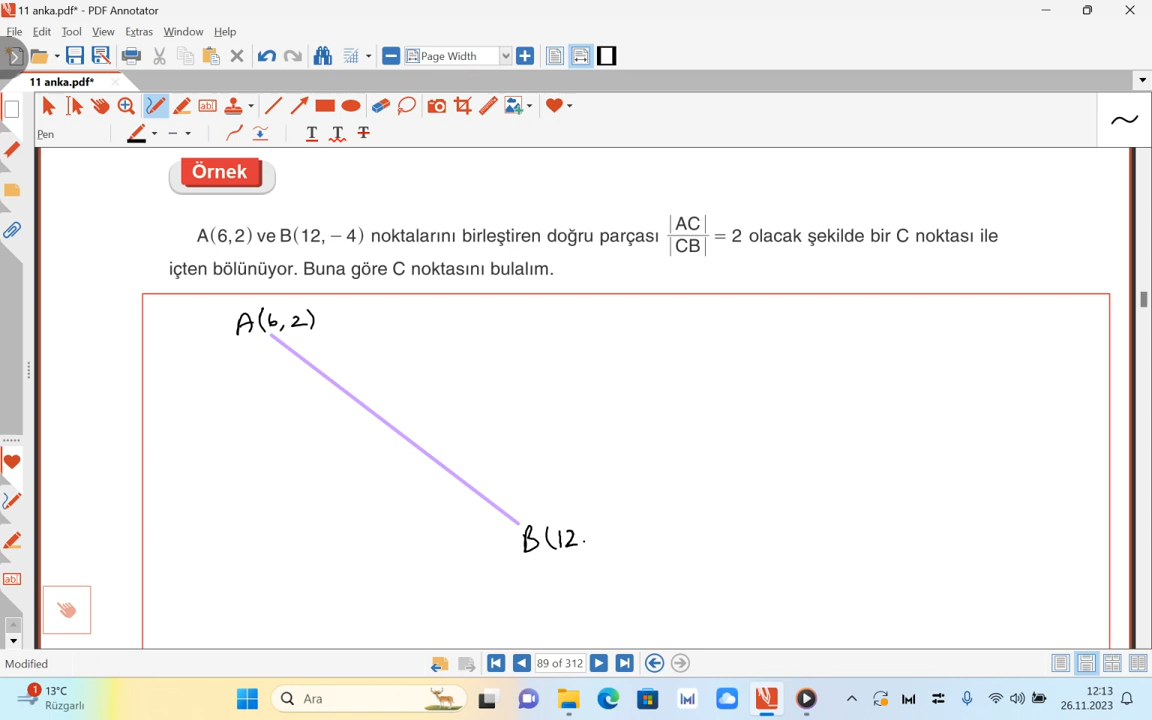 11 anka.pdf* - PDF Annotator
File Edit Tool View Extras Window Help
Page Width
11 anka.pdf*
Pen
Örnek
A(6,2) ve B(12, − 4) noktalarını birleştiren doğru parçası |AC| / |CB| = 2 olacak şekilde bir C noktası ile
içten bölünüyor. Buna göre C noktasını bulalım.
A(6,2)
B(12.
Modified
89 of 312
1
13°C
Rüzgarlı
Ara
12:13
26.11.2023